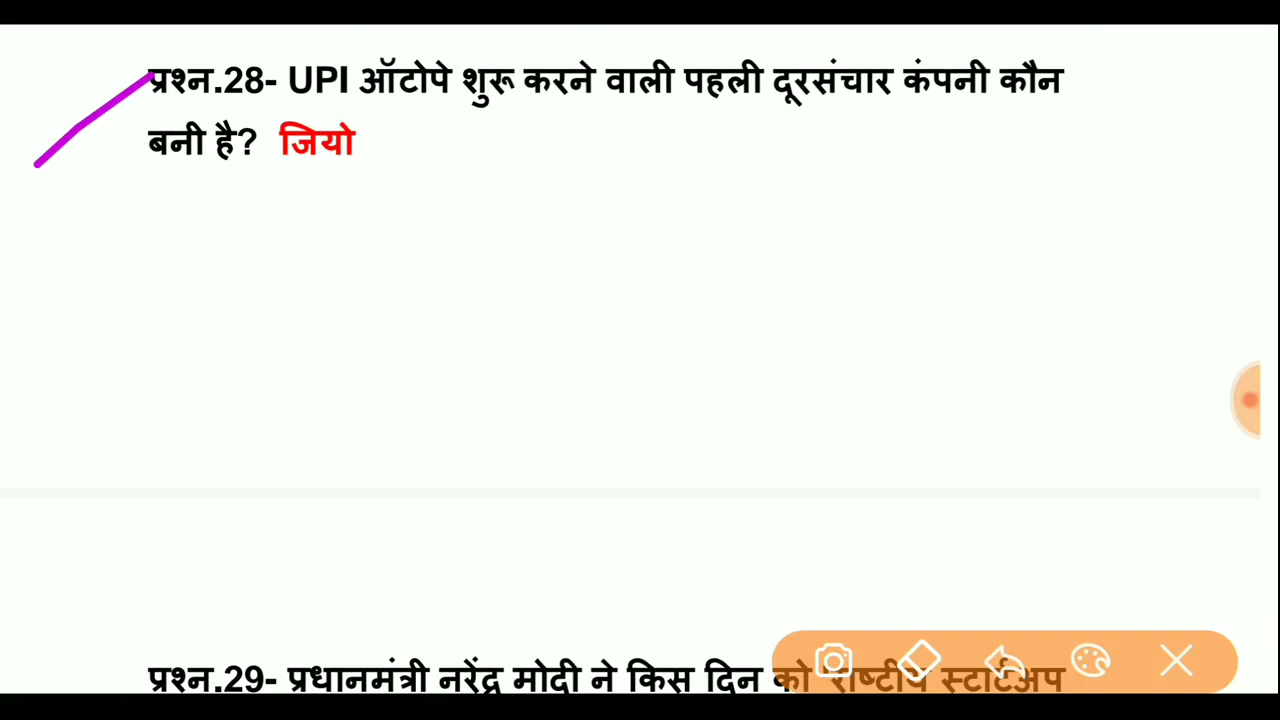 प्रश्न.28- UPI ऑटोपे शुरू करने वाली पहली दूरसंचार कंपनी कौन
बनी है? जियो
प्रश्न.29- प्रधानमंत्री नरेंद्र मोदी ने किस दिन को 'राष्ट्रीय स्टार्टअप